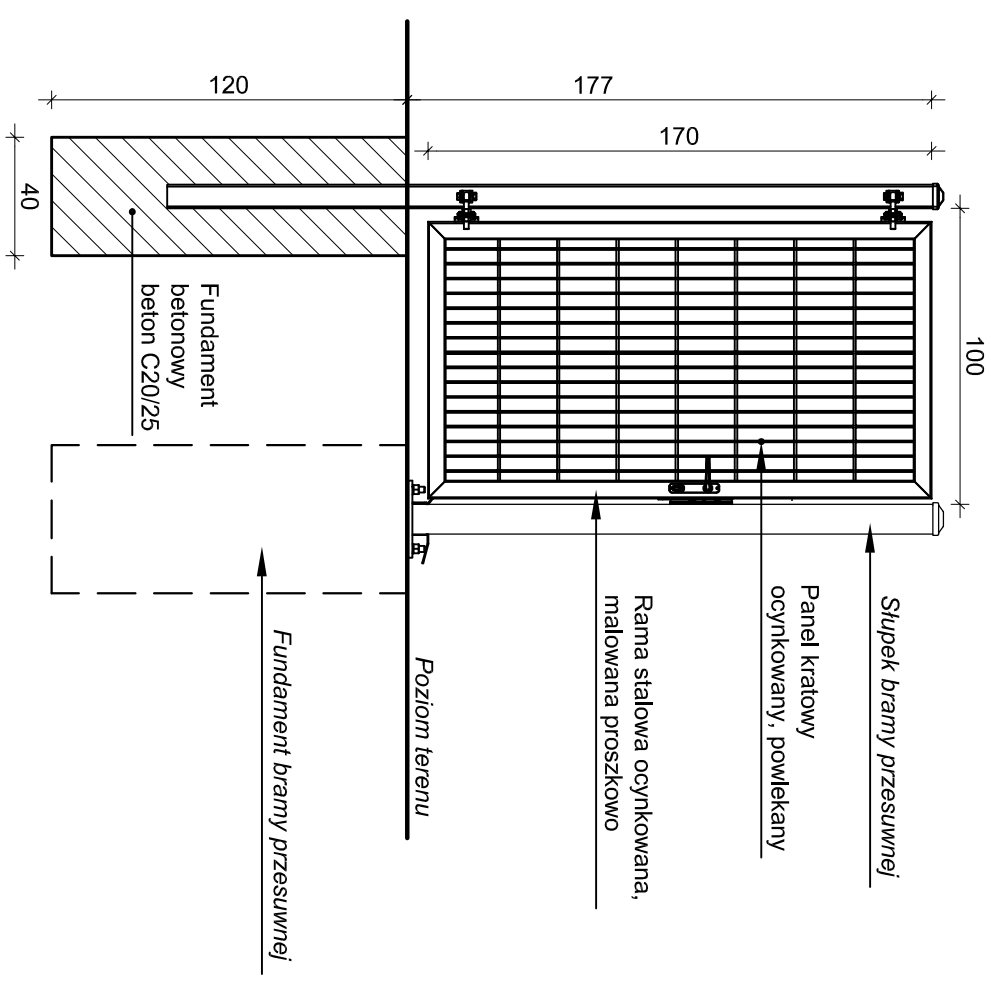 120
177
170
40
100
Fundament
betonowy
beton C20/25
Słupek bramy przesuwnej
Panel kratowy
ocynkowany, powlekany
Rama stalowa ocynkowana,
malowana proszkowo
Poziom terenu
Fundament bramy przesuwnej